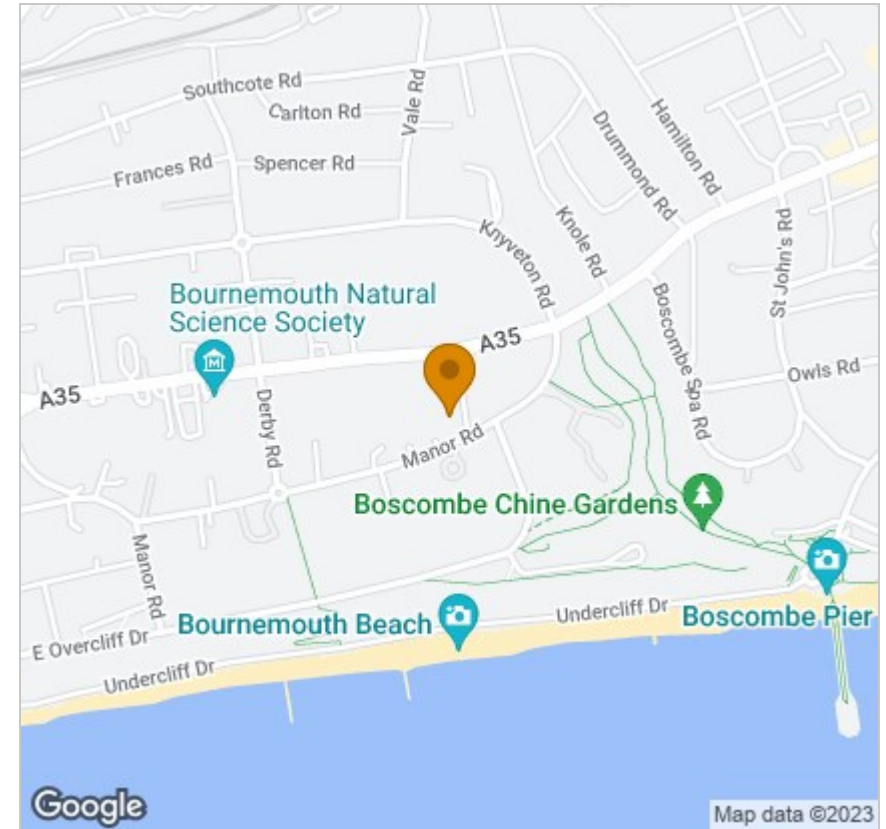 Southcote Rd
Carlton Rd
Vale Rd
Frances Rd
Spencer Rd
Drummond Rd
Hamilton Rd
Knyveton Rd
Knole Rd
St John's Rd
Bournemouth Natural
Science Society
A35
A35
Boscombe Spa Rd
Owls Rd
Derby Rd
Manor Rd
Boscombe Chine Gardens
Manor Rd
Bournemouth Beach
Undercliff Dr
Boscombe Pier
E Overcliff Dr
Undercliff Dr
Google
Map data ©2023